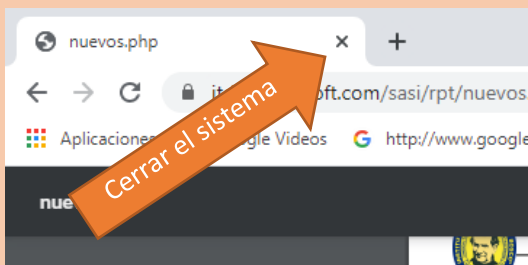 nuevos.php
Cerrar el sistema
oft.com/sasi/rpt/nuevos.
Aplicaciones
gle Videos
http://www.google
nue